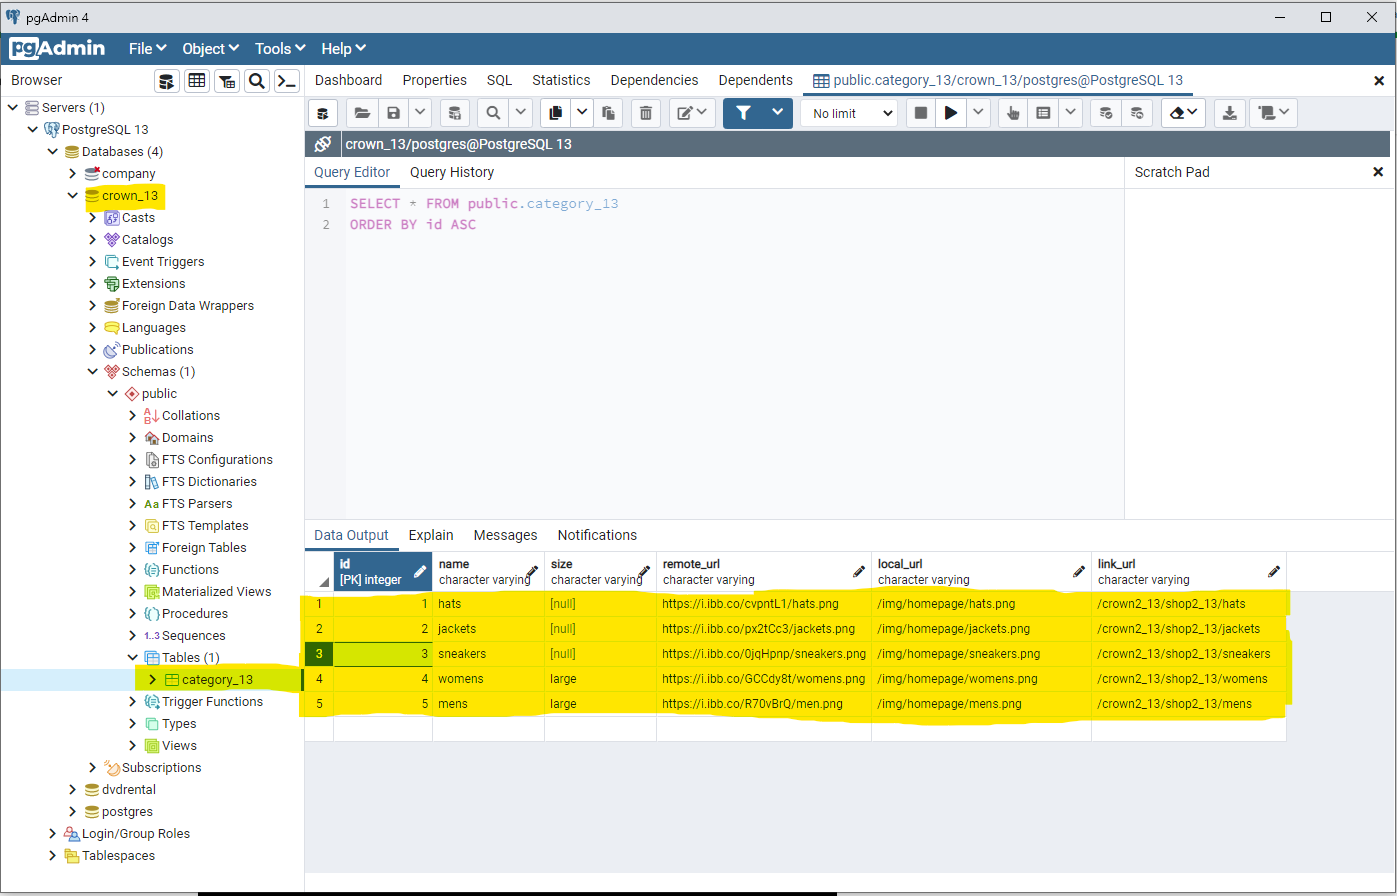 pgAdmin 4
pgAdmin File Object Tools Help
Browser
Dashboard Properties SQL Statistics Dependencies Dependents public.category_13/crown_13/postgres@PostgreSQL 13
No limit
crown_13/postgres@PostgreSQL 13
Query Editor Query History
Scratch Pad
1 SELECT * FROM public.category_13
2 ORDER BY id ASC
Servers (1)
PostgreSQL 13
Databases (4)
company
crown_13
Casts
Catalogs
Event Triggers
Extensions
Foreign Data Wrappers
Languages
Publications
Schemas (1)
public
Collations
Domains
FTS Configurations
FTS Dictionaries
Aa FTS Parsers
FTS Templates
Foreign Tables
Functions
Materialized Views
Procedures
1..3 Sequences
Tables (1)
category_13
Trigger Functions
Types
Views
Subscriptions
dvdrental
postgres
Login/Group Roles
Tablespaces
Data Output Explain Messages Notifications
id name size remote_url local_url link_url
[PK] integer character varying character varying character varying character varying character varying
1 1 hats [null] https://i.ibb.co/cvpntL1/hats.png /img/homepage/hats.png /crown2_13/shop2_13/hats
2 2 jackets [null] https://i.ibb.co/px2tCc3/jackets.png /img/homepage/jackets.png /crown2_13/shop2_13/jackets
3 3 sneakers [null] https://i.ibb.co/0jqHpnp/sneakers.png /img/homepage/sneakers.png /crown2_13/shop2_13/sneakers
4 4 womens large https://i.ibb.co/GCCdy8t/womens.png /img/homepage/womens.png /crown2_13/shop2_13/womens
5 5 mens large https://i.ibb.co/R70vBrQ/men.png /img/homepage/mens.png /crown2_13/shop2_13/mens